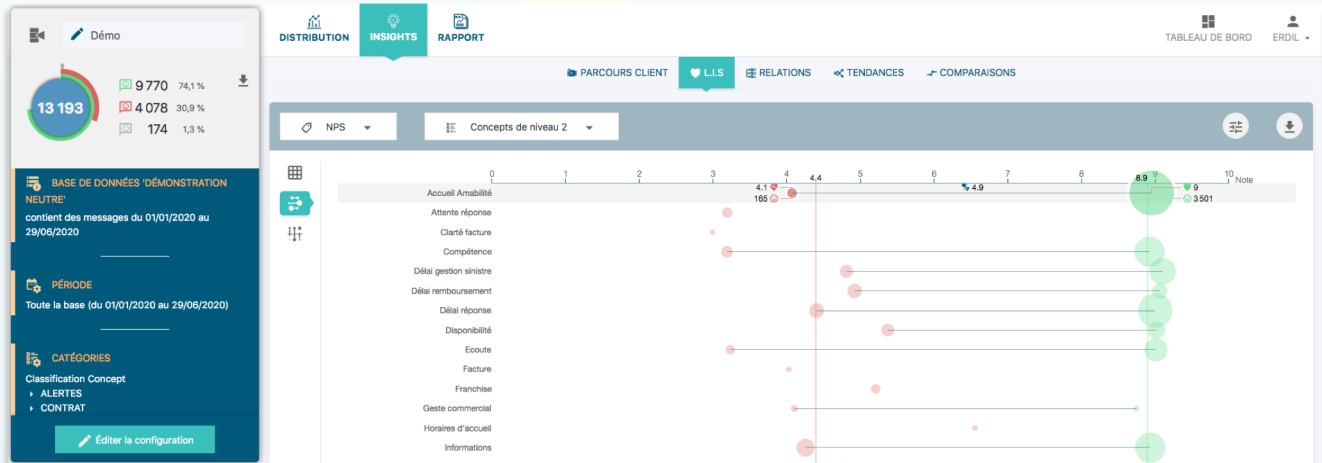 Démo
13 193
9 770 74,1 %
4 078 30,9 %
174 1,3 %
BASE DE DONNÉES 'DÉMONSTRATION
NEUTRE'
contient des messages du 01/01/2020 au
29/06/2020
PÉRIODE
Toute la base (du 01/01/2020 au 29/06/2020)
CATÉGORIES
Classification Concept
ALERTES
CONTRAT
Éditer la configuration
DISTRIBUTION INSIGHTS RAPPORT
TABLEAU DE BORD ERDIL
PARCOURS CLIENT L.I.S RELATIONS TENDANCES COMPARAISONS
NPS Concepts de niveau 2
0 1 2 3 4 5 6 7 8 9 10 Note
4.4 8.9
4.1 4.9 9
165 3 501
Accueil Amabilité
Attente réponse
Clarté facture
Compétence
Délai gestion sinistre
Délai remboursement
Délai réponse
Disponibilité
Ecoute
Facture
Franchise
Geste commercial
Horaires d'accueil
Informations